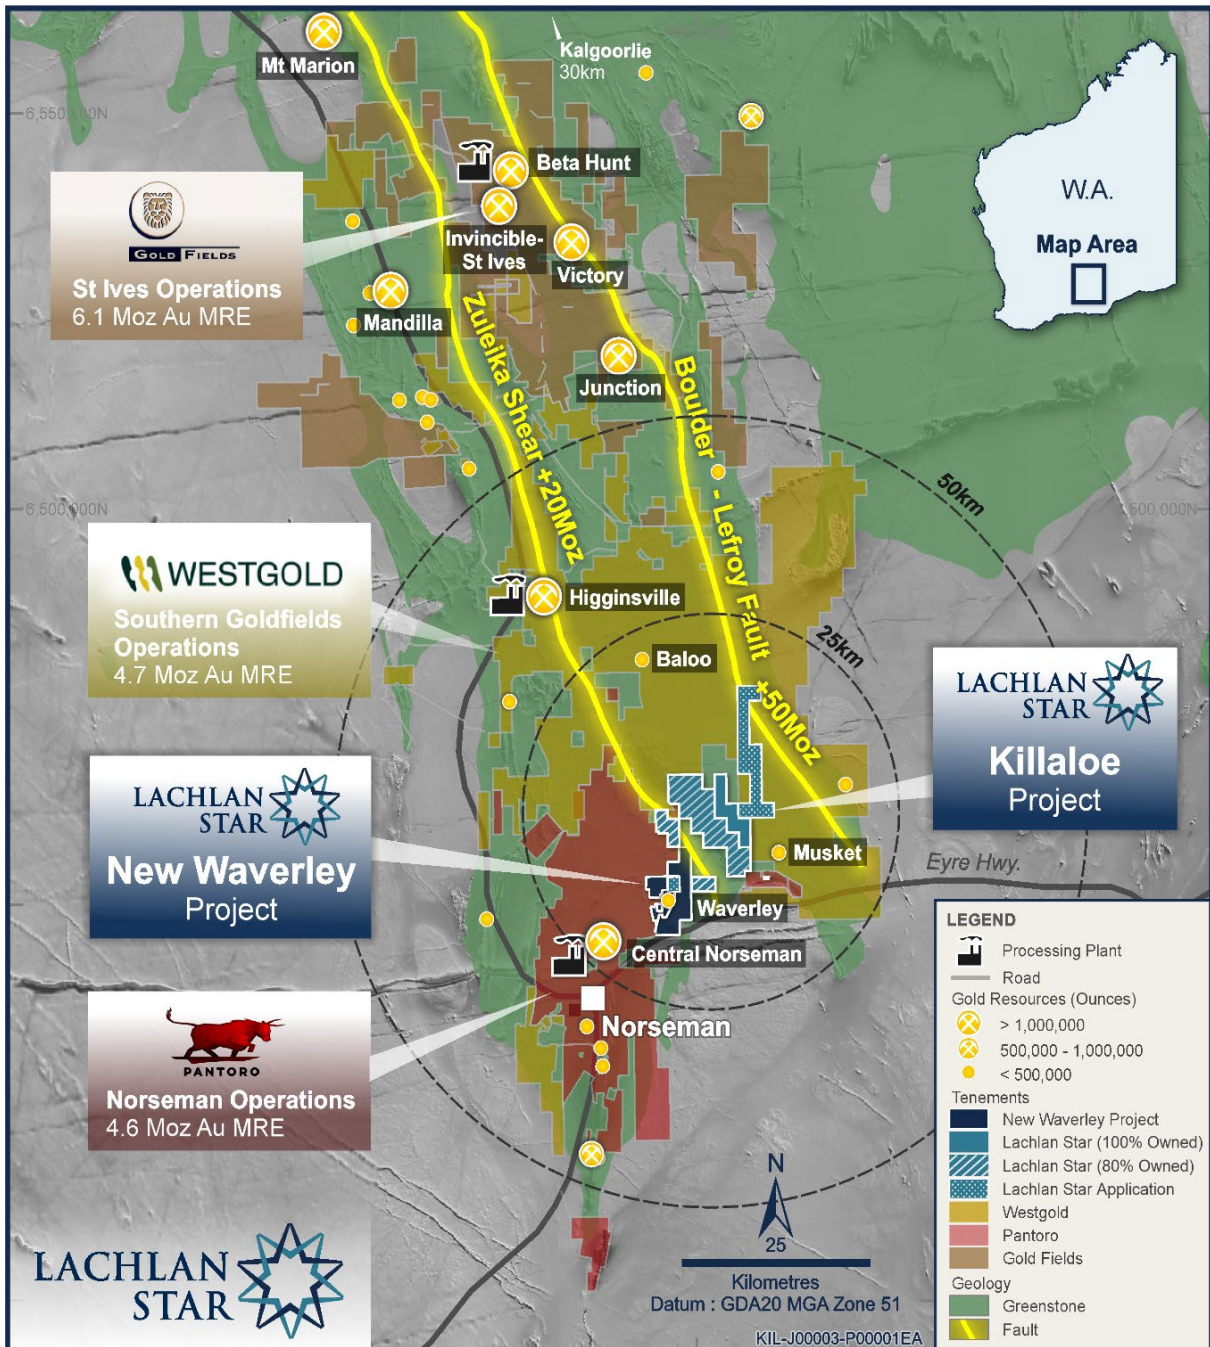 Kalgoorlie
30km
Mt Marion
6,550,000N
Beta Hunt
W.A.
Map Area
GOLD FIELDS
St Ives Operations
6.1 Moz Au MRE
Invincible-
St Ives
Victory
Mandilla
Junction
Zuleika Shear +20Moz
Boulder - Lefroy Fault +50Moz
50km
6,500,000N
500,000N
WESTGOLD
Southern Goldfields
Operations
4.7 Moz Au MRE
Higginsville
25km
Baloo
LACHLAN
STAR
Killaloe
Project
LACHLAN
STAR
New Waverley
Project
Musket
Eyre Hwy.
Waverley
Central Norseman
Norseman
PANTORO
Norseman Operations
4.6 Moz Au MRE
LEGEND
Processing Plant
Road
Gold Resources (Ounces)
> 1,000,000
500,000 - 1,000,000
< 500,000
Tenements
New Waverley Project
Lachlan Star (100% Owned)
Lachlan Star (80% Owned)
Lachlan Star Application
Westgold
Pantoro
Gold Fields
Geology
Greenstone
Fault
N
25
Kilometres
Datum : GDA20 MGA Zone 51
KIL-J00003-P00001EA
LACHLAN
STAR